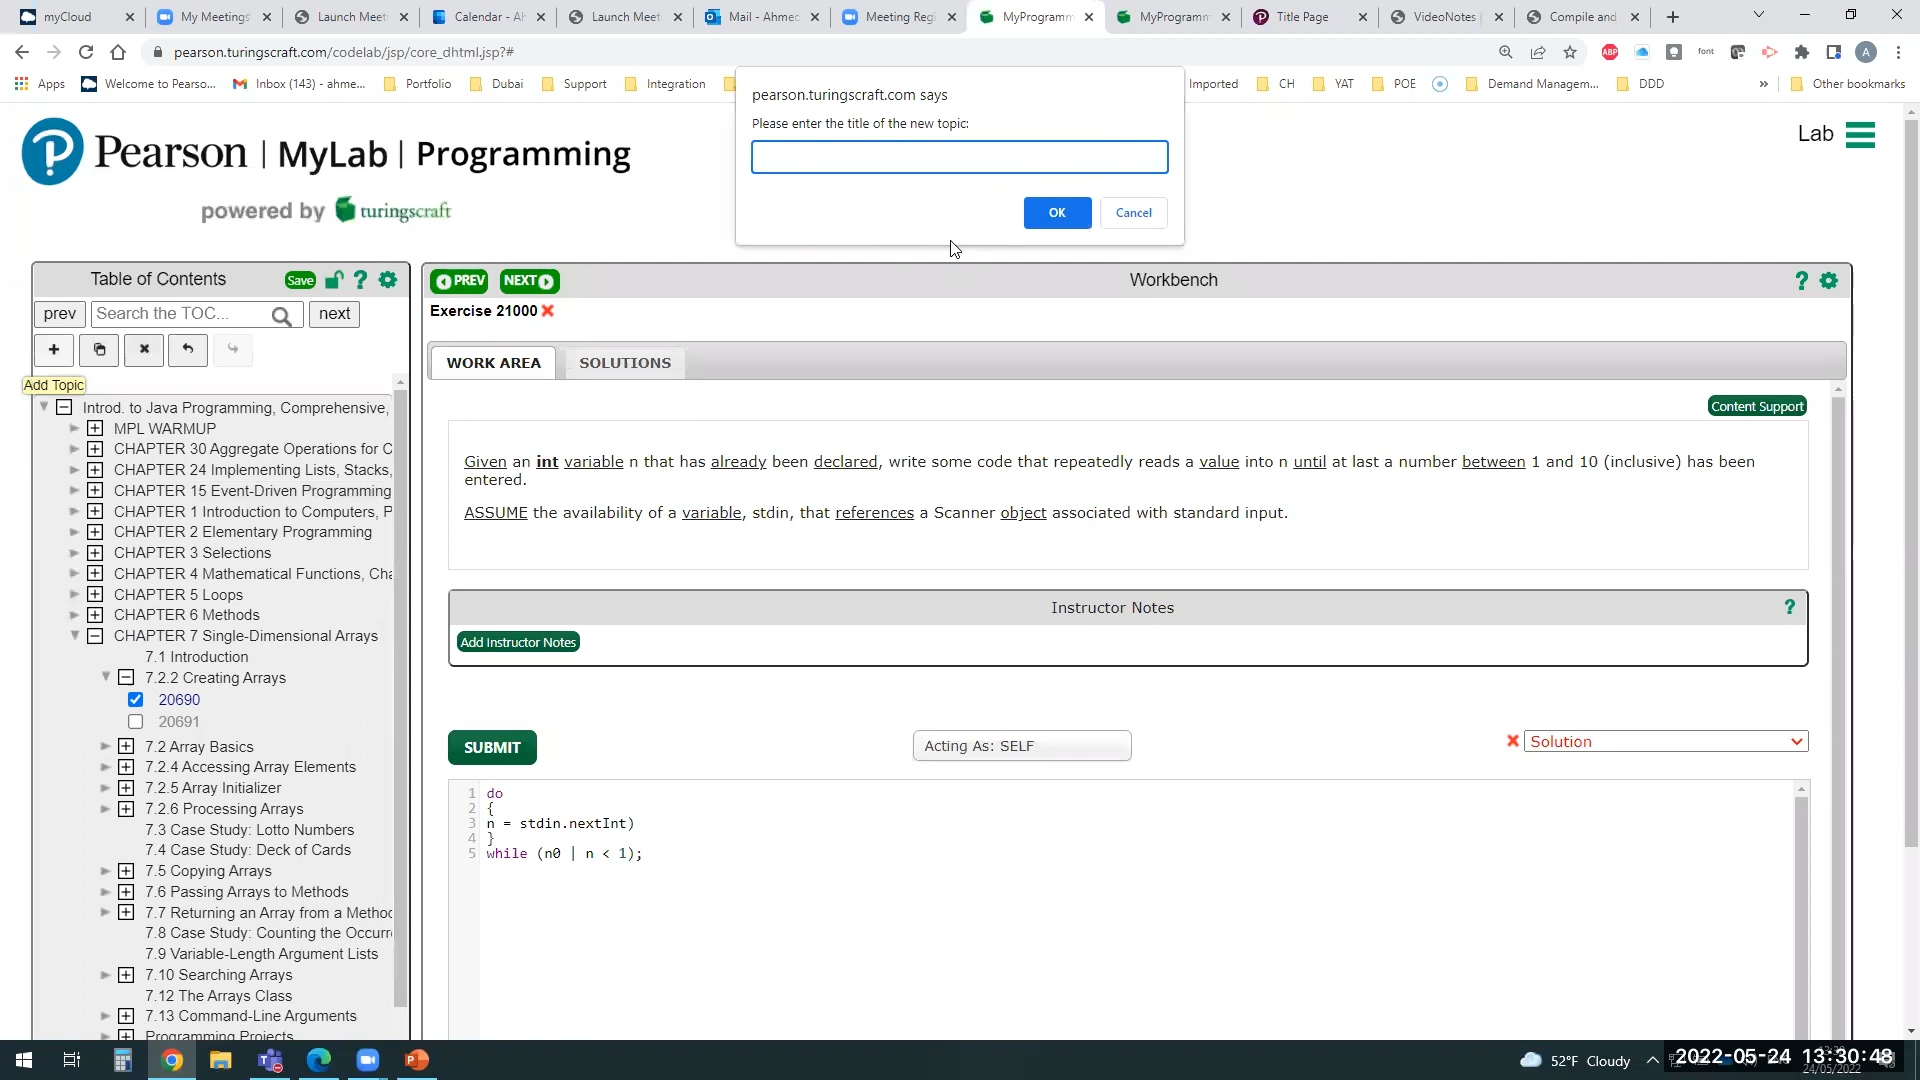 myCloud
My Meetings
Launch Meet
Calendar - Ah
Launch Meet
Mail - Ahmed
Meeting Regi
MyProgramm
MyProgramm
Title Page
VideoNotes
Compile and
pearson.turingscraft.com/codelab/jsp/core_dhtml.jsp?#
ABP
font
A
Apps
Welcome to Pearso...
Inbox (143) - ahme...
Portfolio
Dubai
Support
Integration
Imported
CH
YAT
POE
Demand Managem...
DDD
»
Other bookmarks
pearson.turingscraft.com says
Please enter the title of the new topic:
OK
Cancel
Pearson | MyLab | Programming
powered by turingscraft
Lab
Table of Contents
Save
?
prev
Search the TOC...
next
Add Topic
Introd. to Java Programming, Comprehensive,
MPL WARMUP
CHAPTER 30 Aggregate Operations for C
CHAPTER 24 Implementing Lists, Stacks,
CHAPTER 15 Event-Driven Programming
CHAPTER 1 Introduction to Computers, P
CHAPTER 2 Elementary Programming
CHAPTER 3 Selections
CHAPTER 4 Mathematical Functions, Cha
CHAPTER 5 Loops
CHAPTER 6 Methods
CHAPTER 7 Single-Dimensional Arrays
7.1 Introduction
7.2.2 Creating Arrays
20690
20691
7.2 Array Basics
7.2.4 Accessing Array Elements
7.2.5 Array Initializer
7.2.6 Processing Arrays
7.3 Case Study: Lotto Numbers
7.4 Case Study: Deck of Cards
7.5 Copying Arrays
7.6 Passing Arrays to Methods
7.7 Returning an Array from a Method
7.8 Case Study: Counting the Occurr
7.9 Variable-Length Argument Lists
7.10 Searching Arrays
7.12 The Arrays Class
7.13 Command-Line Arguments
Programming Projects
PREV
NEXT
Workbench
?
Exercise 21000
WORK AREA
SOLUTIONS
Content Support
Given an int variable n that has already been declared, write some code that repeatedly reads a value into n until at last a number between 1 and 10 (inclusive) has been
entered.
ASSUME the availability of a variable, stdin, that references a Scanner object associated with standard input.
Instructor Notes
?
Add Instructor Notes
SUBMIT
Acting As: SELF
Solution
1 do
2 {
3 n = stdin.nextInt)
4 }
5 while (n0 | n < 1);
52°F Cloudy
2022-05-24 13:30:48
24/05/2022